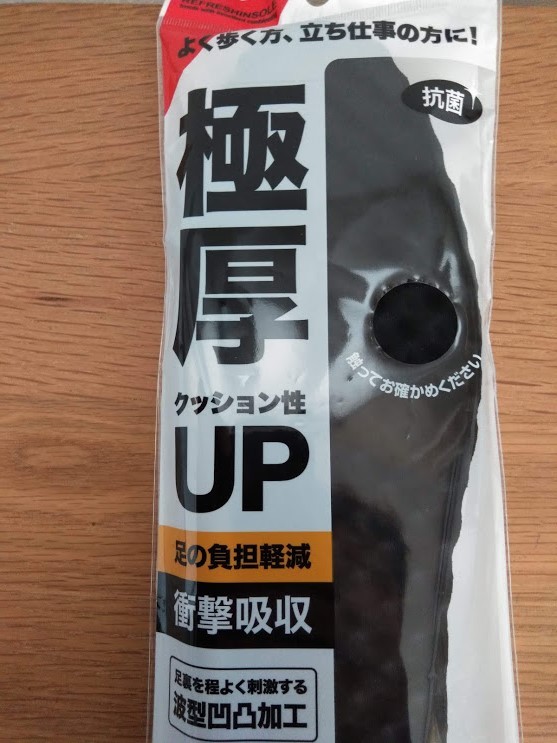 REFRESHINSOLE
よく歩く方、立ち仕事の方に!
抗菌
極厚
クッション性
UP
触ってお確かめください
足の負担軽減
衝撃吸収
足裏を程よく刺激する
波型凹凸加工